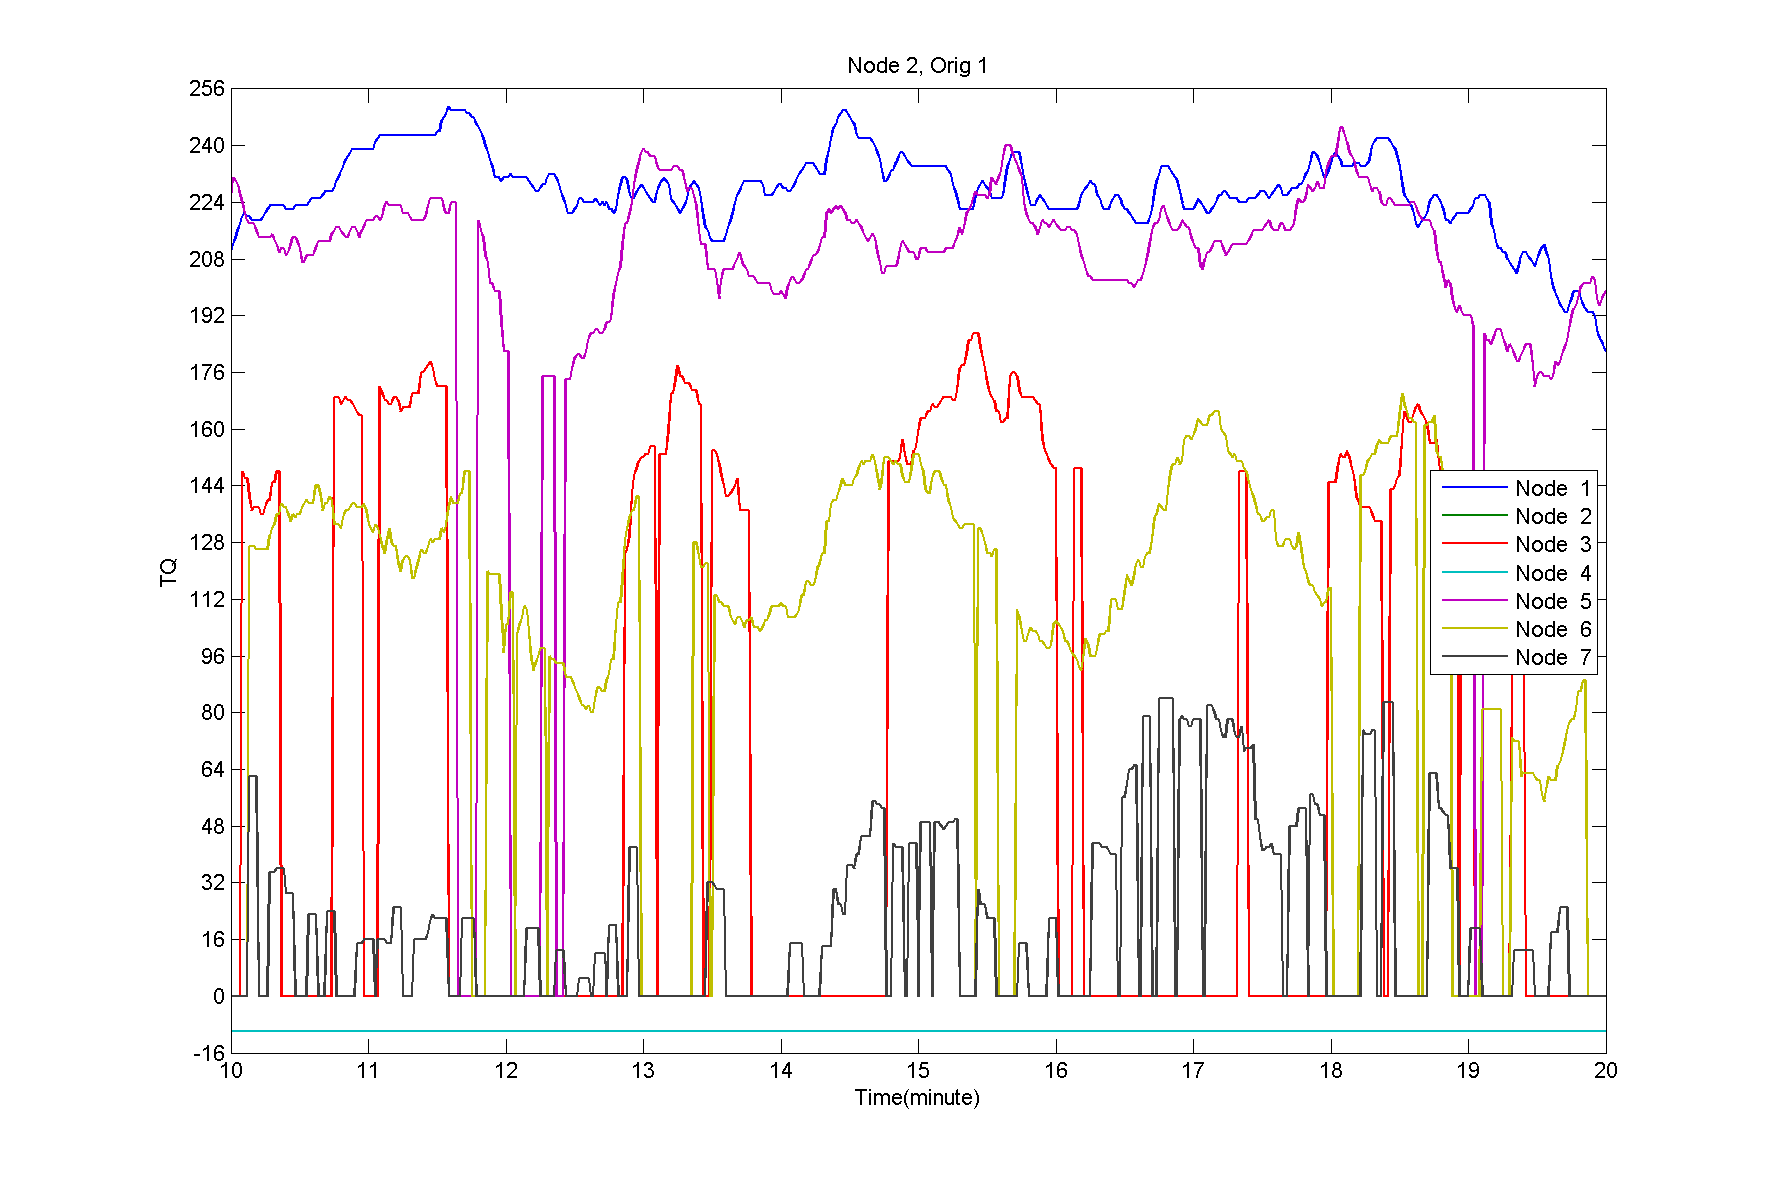 Node 2, Orig 1
256
240
224
208
192
176
160
144
128
112
96
80
64
48
32
16
0
-16
TQ
10 11 12 13 14 15 16 17 18 19 20
Time(minute)
Node 1
Node 2
Node 3
Node 4
Node 5
Node 6
Node 7